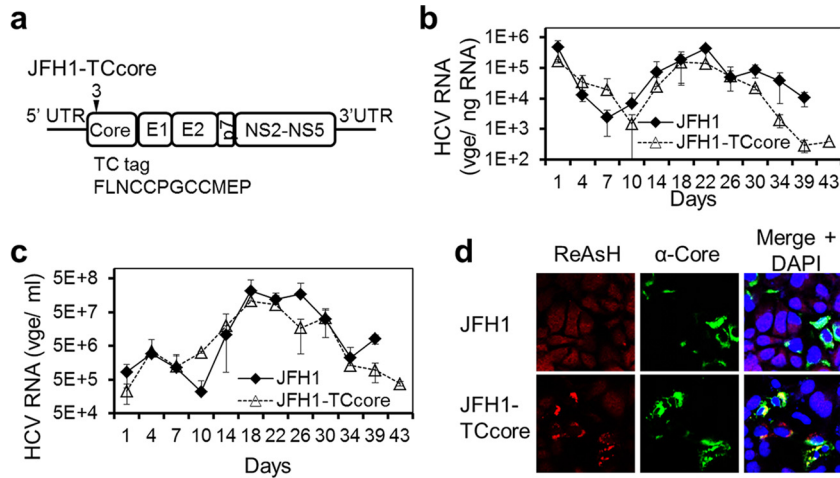 a
JFH1-TCcore
3
5' UTR
3'UTR
Core
E1
E2
p7
NS2-NS5
TC tag
FLNCCPGCCMEP
b
HCV RNA
(vge/ ng RNA)
1E+6
1E+5
1E+4
1E+3
1E+2
JFH1
JFH1-TCcore
1 4 7 10 14 18 22 26 30 34 39 43
Days
c
HCV RNA (vge/ ml)
5E+8
5E+7
5E+6
5E+5
5E+4
JFH1
JFH1-TCcore
1 4 7 10 14 18 22 26 30 34 39 43
Days
d
ReAsH
α-Core
Merge +
DAPI
JFH1
JFH1-
TCcore